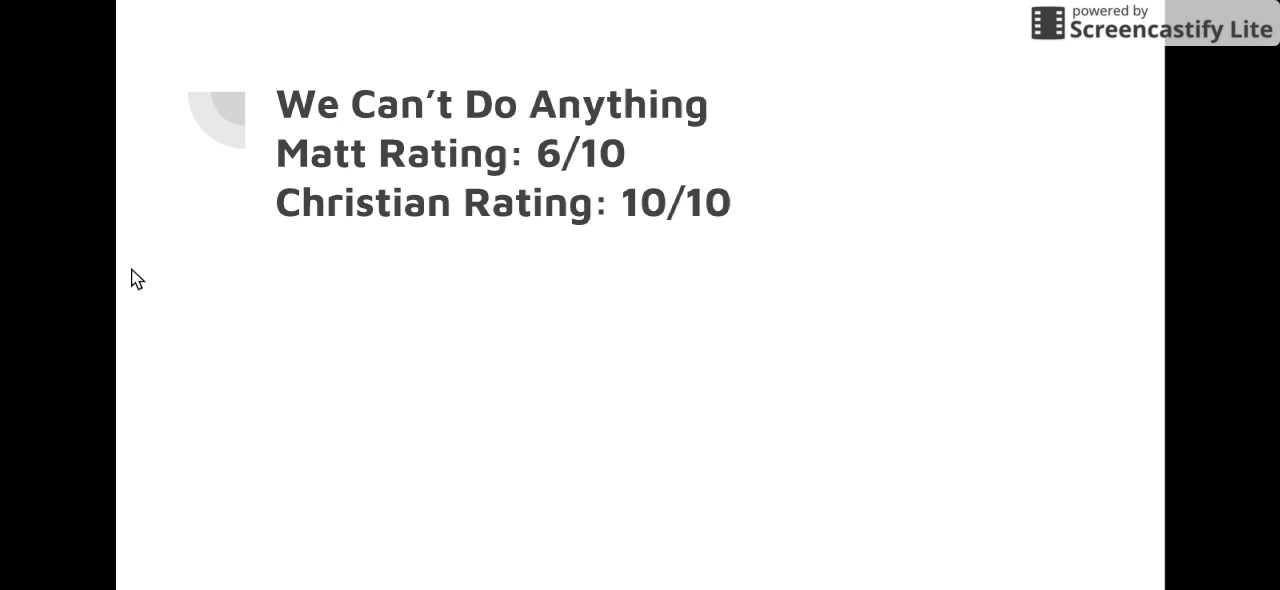 powered by
Screencastify Lite
We Can’t Do Anything
Matt Rating: 6/10
Christian Rating: 10/10